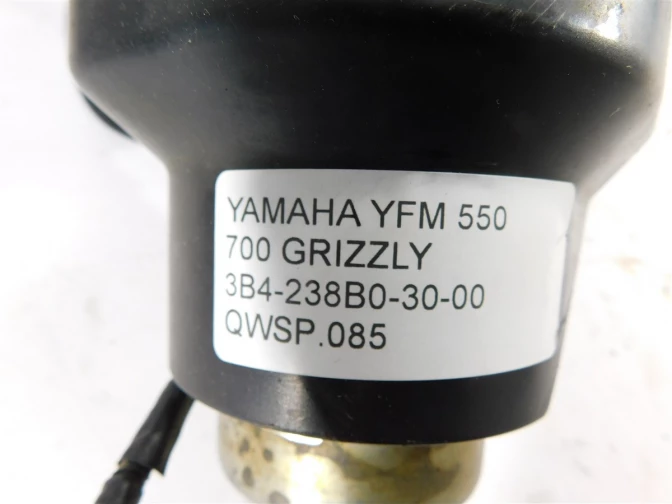 YAMAHA YFM 550
700 GRIZZLY
3B4-238B0-30-00
QWSP.085